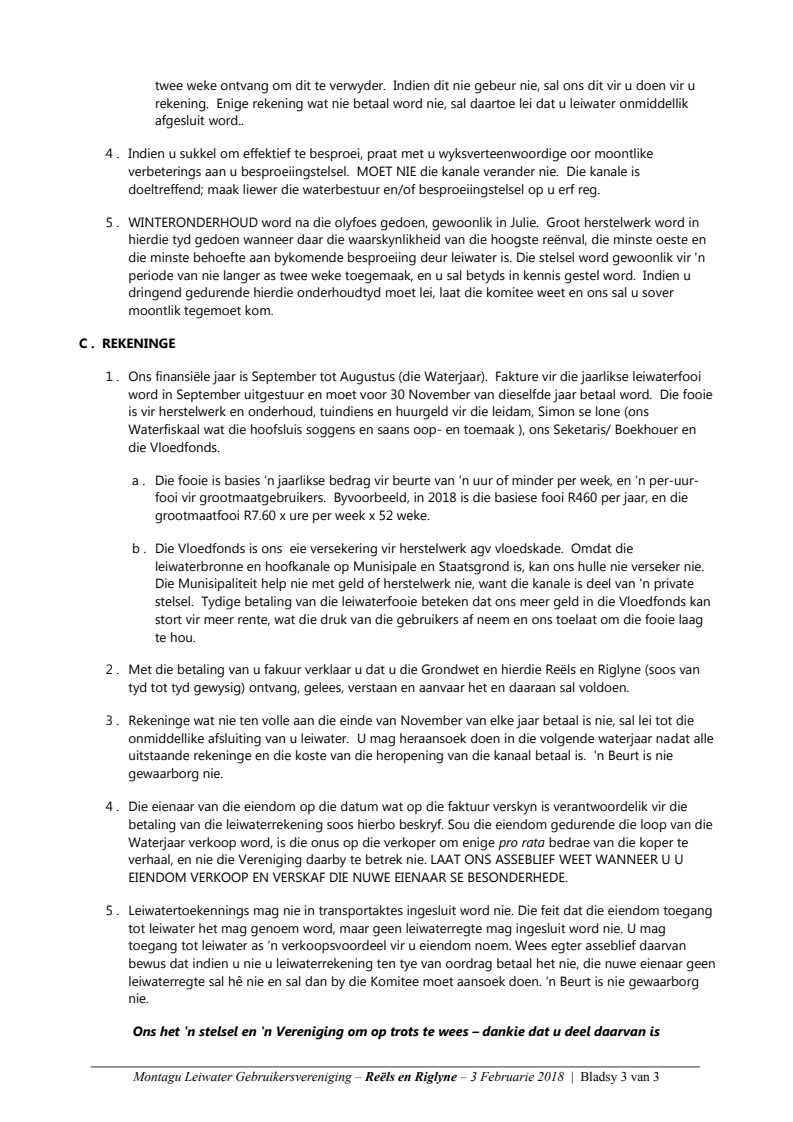 twee weke ontvang om dit te verwyder.  Indien dit nie gebeur nie, sal ons dit vir u doen vir u
rekening.  Enige rekening wat nie betaal word nie, sal daartoe lei dat u leiwater onmiddellik
afgesluit word..
4 . Indien u sukkel om effektief te besproei, praat met u wyksverteenwoordige oor moontlike
verbeterings aan u besproeiingstelsel.  MOET NIE die kanale verander nie.  Die kanale is
doeltreffend; maak liewer die waterbestuur en/of besproeiingstelsel op u erf reg.
5 . WINTERONDERHOUD word na die olyfoes gedoen, gewoonlik in Julie.  Groot herstelwerk word in
hierdie tyd gedoen wanneer daar die waarskynlikheid van die hoogste reënval, die minste oeste en
die minste behoefte aan bykomende besproeiing deur leiwater is. Die stelsel word gewoonlik vir 'n
periode van nie langer as twee weke toegemaak, en u sal betyds in kennis gestel word.  Indien u
dringend gedurende hierdie onderhoudtyd moet lei, laat die komitee weet en ons sal u sover
moontlik tegemoet kom.
C . REKENINGE
1 . Ons finansiële jaar is September tot Augustus (die Waterjaar).  Fakture vir die jaarlikse leiwaterfooi
word in September uitgestuur en moet voor 30 November van dieselfde jaar betaal word.  Die fooie
is vir herstelwerk en onderhoud, tuindiens en huurgeld vir die leidam, Simon se lone (ons
Waterfiskaal wat die hoofsluis soggens en saans oop- en toemaak ), ons Seketaris/ Boekhouer en
die Vloedfonds.
a . Die fooie is basies ‘n jaarlikse bedrag vir beurte van 'n uur of minder per week, en 'n per-uur-
fooi vir grootmaatgebruikers.  Byvoorbeeld, in 2018 is die basiese fooi R460 per jaar, en die
grootmaatfooi R7.60 x ure per week x 52 weke.
b . Die Vloedfonds is ons  eie versekering vir herstelwerk agv vloedskade.  Omdat die
leiwaterbronne en hoofkanale op Munisipale en Staatsgrond is, kan ons hulle nie verseker nie.
Die Munisipaliteit help nie met geld of herstelwerk nie, want die kanale is deel van 'n private
stelsel.  Tydige betaling van die leiwaterfooie beteken dat ons meer geld in die Vloedfonds kan
stort vir meer rente, wat die druk van die gebruikers af neem en ons toelaat om die fooie laag
te hou.
2 . Met die betaling van u fakuur verklaar u dat u die Grondwet en hierdie Reëls en Riglyne (soos van
tyd tot tyd gewysig) ontvang, gelees, verstaan en aanvaar het en daaraan sal voldoen.
3 . Rekeninge wat nie ten volle aan die einde van November van elke jaar betaal is nie, sal lei tot die
onmiddellike afsluiting van u leiwater.  U mag heraansoek doen in die volgende waterjaar nadat alle
uitstaande rekeninge en die koste van die heropening van die kanaal betaal is.  'n Beurt is nie
gewaarborg nie.
4 . Die eienaar van die eiendom op die datum wat op die faktuur verskyn is verantwoordelik vir die
betaling van die leiwaterrekening soos hierbo beskryf. Sou die eiendom gedurende die loop van die
Waterjaar verkoop word, is die onus op die verkoper om enige pro rata bedrae van die koper te
verhaal, en nie die Vereniging daarby te betrek nie. LAAT ONS ASSEBLIEF WEET WANNEER U U
EIENDOM VERKOOP EN VERSKAF DIE NUWE EIENAAR SE BESONDERHEDE.
5 . Leiwatertoekennings mag nie in transportaktes ingesluit word nie. Die feit dat die eiendom toegang
tot leiwater het mag genoem word, maar geen leiwaterregte mag ingesluit word nie. U mag
toegang tot leiwater as ‘n verkoopsvoordeel vir u eiendom noem. Wees egter asseblief daarvan
bewus dat indien u nie u leiwaterrekening ten tye van oordrag betaal het nie, die nuwe eienaar geen
leiwaterregte sal hê nie en sal dan by die Komitee moet aansoek doen. ‘n Beurt is nie gewaarborg
nie.
Ons het 'n stelsel en 'n Vereniging om op trots te wees – dankie dat u deel daarvan is
Montagu Leiwater Gebruikersvereniging – Reëls en Riglyne – 3 Februarie 2018 | Bladsy 3 van 3